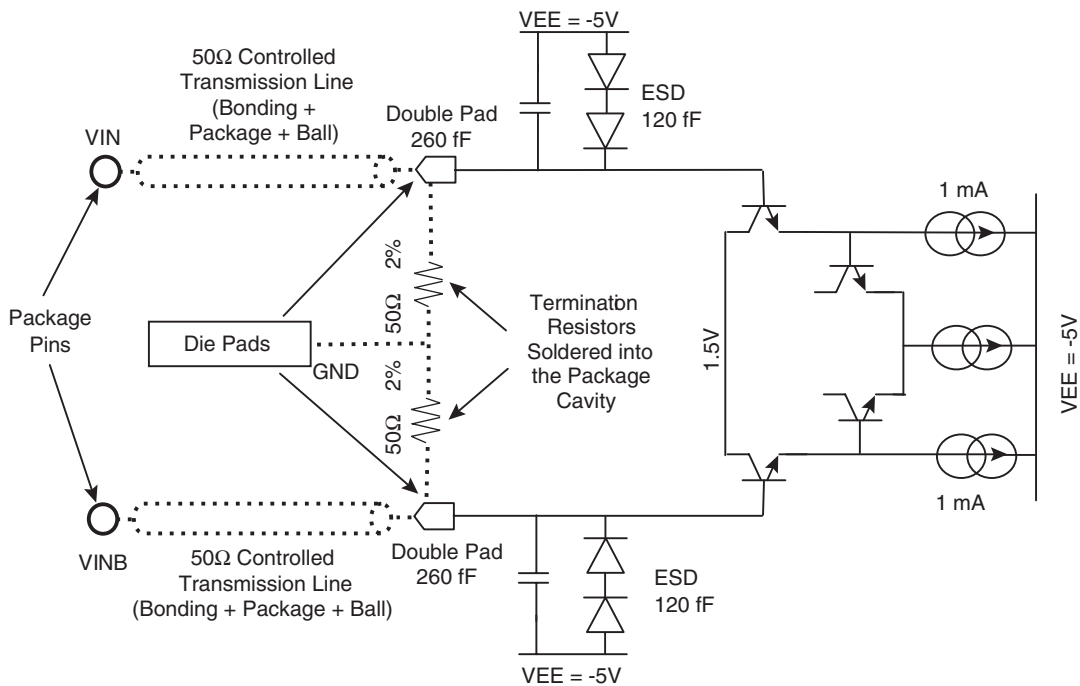 VEE = -5V
50Ω Controlled
Transmission Line
(Bonding +
Package + Ball)
ESD
120 fF
Double Pad
260 fF
VIN
1 mA
2%
50Ω
Package
Pins
Die Pads
GND
Termination
Resistors
Soldered into
the Package
Cavity
1.5V
VEE = -5V
2%
50Ω
1 mA
VINB
50Ω Controlled
Transmission Line
(Bonding + Package + Ball)
Double Pad
260 fF
ESD
120 fF
VEE = -5V